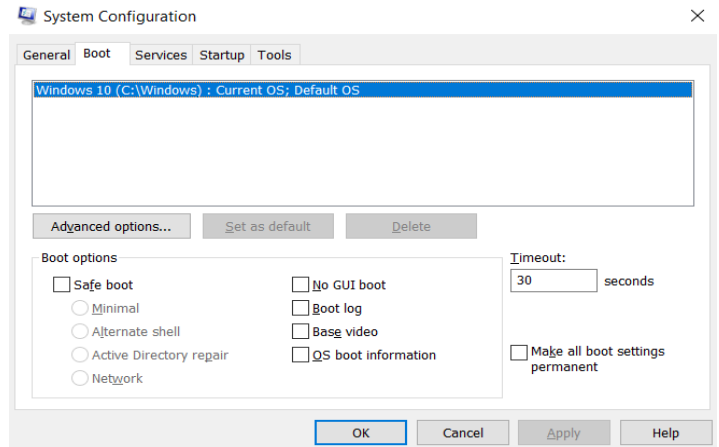 System Configuration
General Boot Services Startup Tools
Windows 10 (C:\Windows) : Current OS; Default OS
Advanced options... Set as default Delete
Boot options
Timeout:
Safe boot No GUI boot 30 seconds
Minimal Boot log
Alternate shell Base video
Active Directory repair OS boot information Make all boot settings
permanent
Network
OK Cancel Apply Help